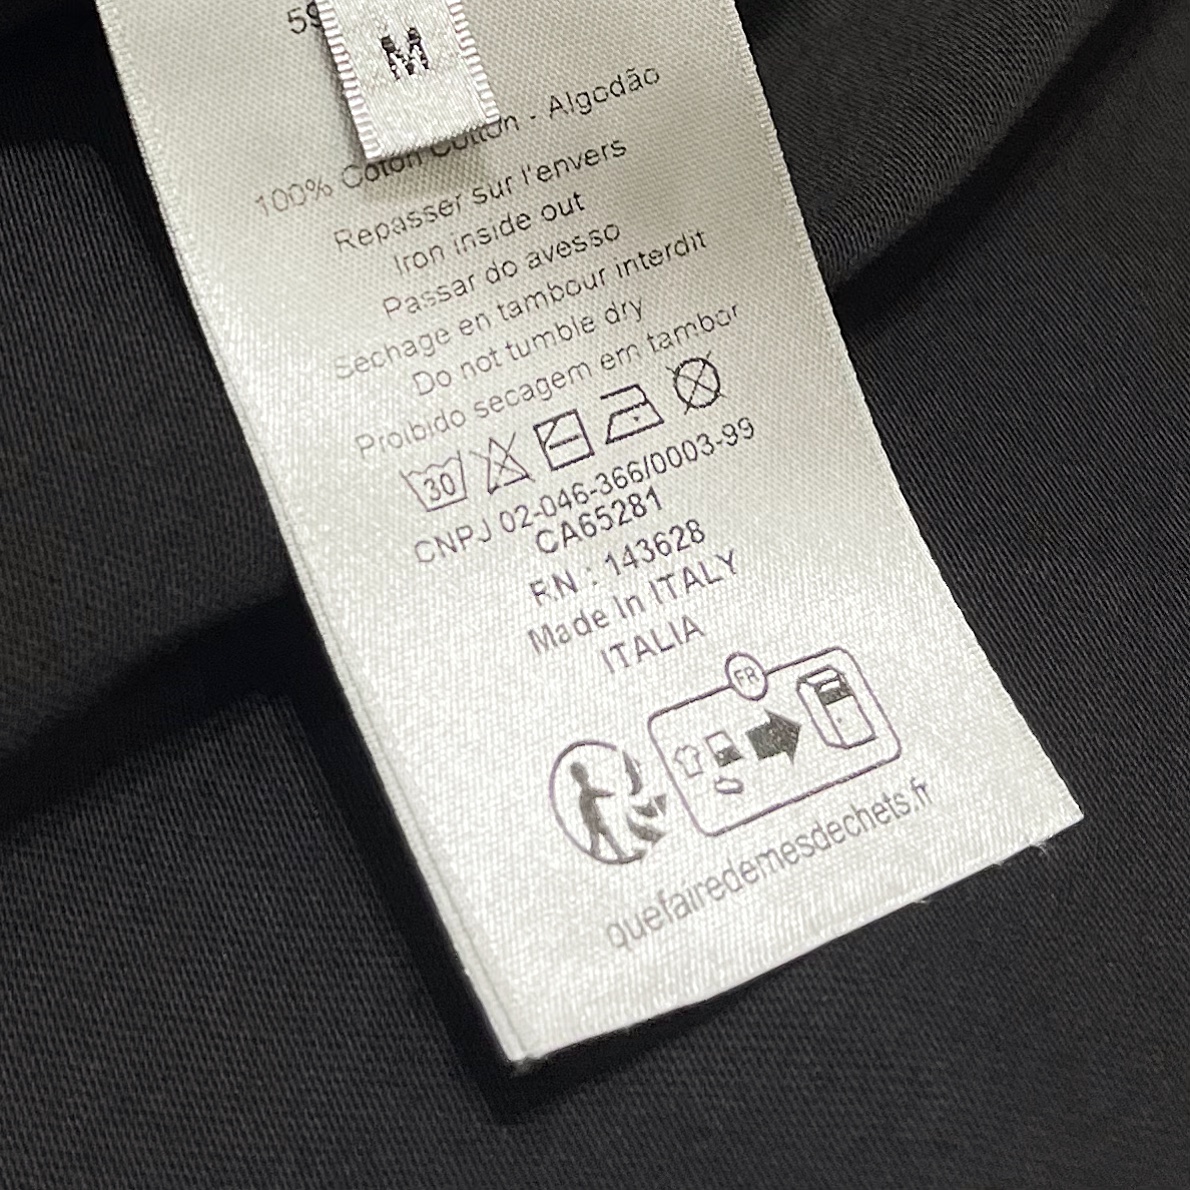 M
100% Coton Cotton - Algodão
Repasser sur l'envers
Iron inside out
Passar do avesso
Sechage en tambour interdit
Do not tumble dry
Proibido secagem em tambor
30
CNPJ 02-046-366/0003-99
CA65281
RN : 143628
Made In ITALY
ITALIA
FR
quefairedemesdechets.fr